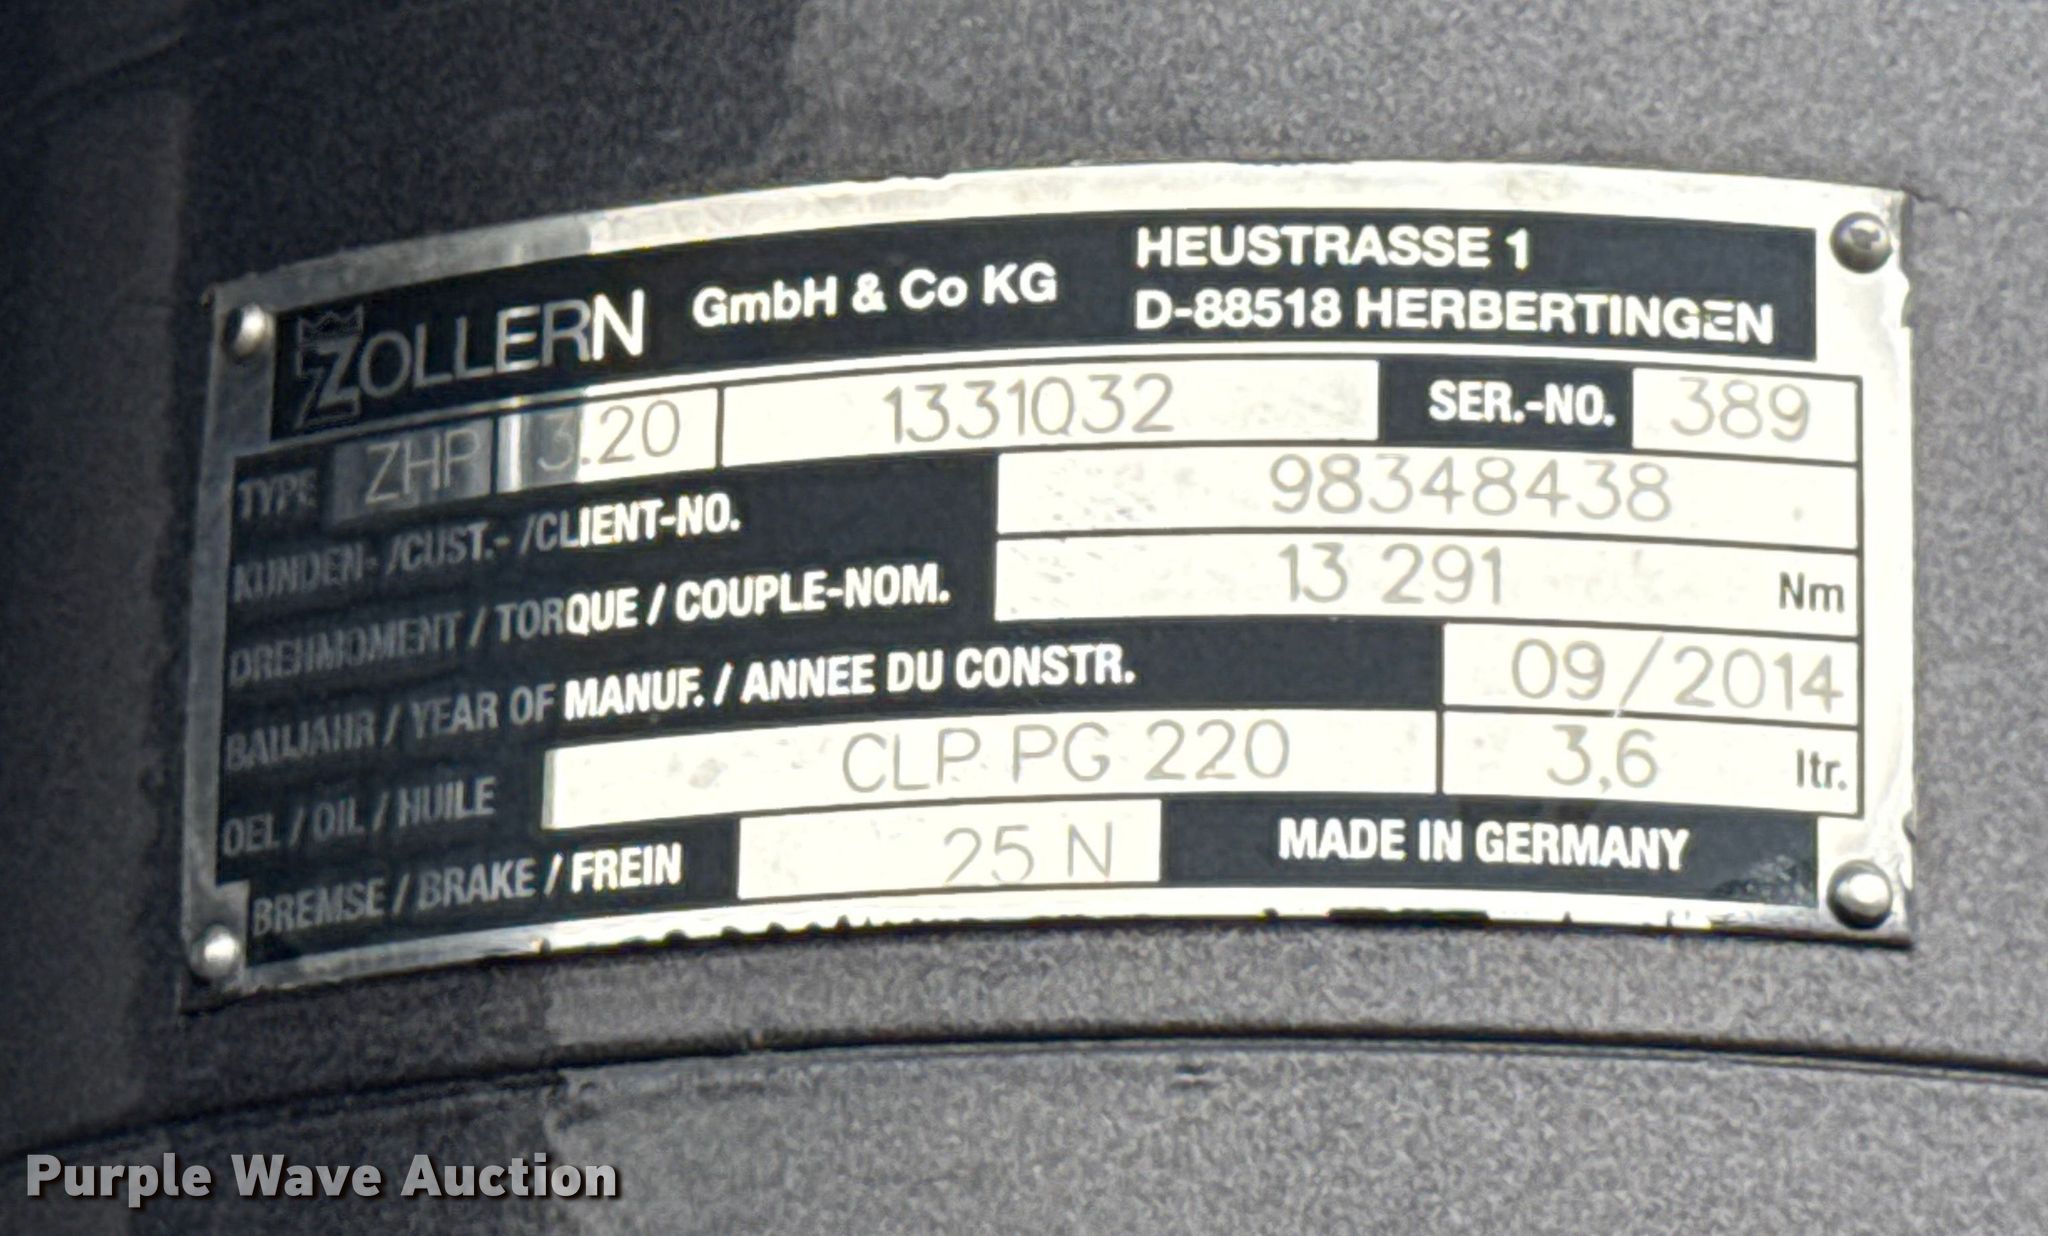 ZOLLERN GmbH & Co KG HEUSTRASSE 1
D-88518 HERBERTINGEN
TYPE ZHP 3.20 1331032 SER.-NO. 389
KUNDEN- /CUST.- /CLIENT-NO. 98348438
DREHMOMENT / TORQUE / COUPLE-NOM. 13 291 Nm
BAUJAHR / YEAR OF MANUF. / ANNEE DU CONSTR. 09/2014
OEL / OIL / HUILE CLP PG 220 3,6 ltr.
BREMSE / BRAKE / FREIN 25 N MADE IN GERMANY
Purple Wave Auction